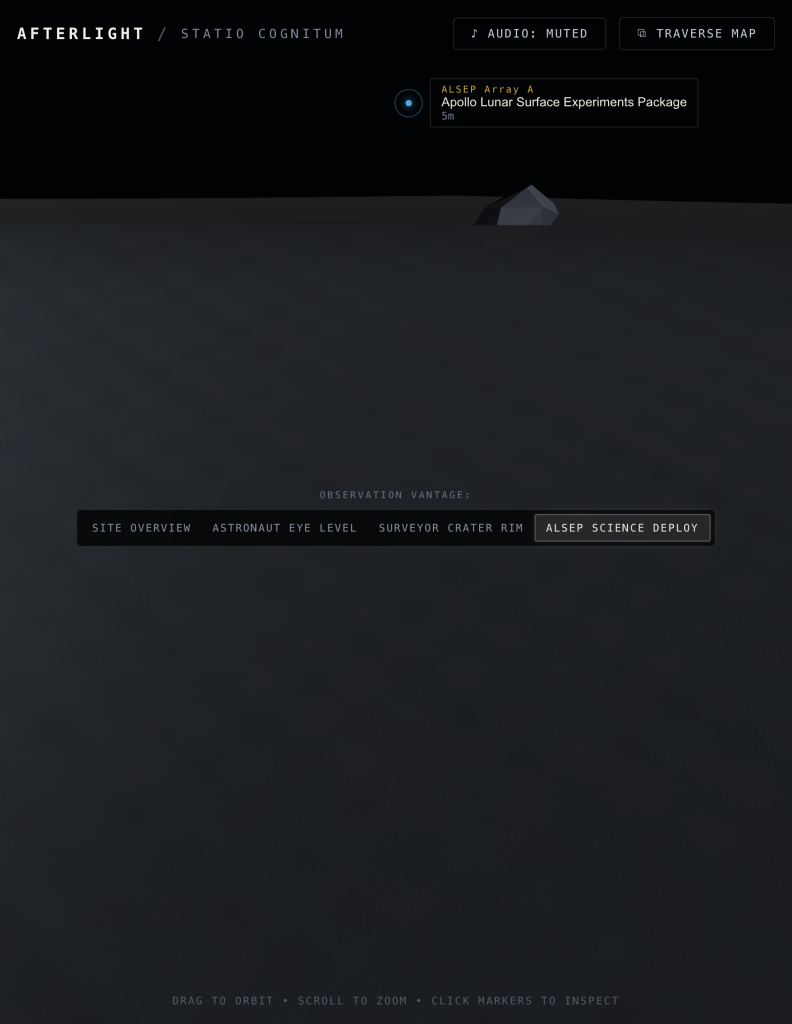 AFTERLIGHT / STATIO COGNITUM
♪ AUDIO: MUTED
TRAVERSE MAP
ALSEP Array A
Apollo Lunar Surface Experiments Package
5m
OBSERVATION VANTAGE:
SITE OVERVIEW ASTRONAUT EYE LEVEL SURVEYOR CRATER RIM ALSEP SCIENCE DEPLOY
DRAG TO ORBIT • SCROLL TO ZOOM • CLICK MARKERS TO INSPECT